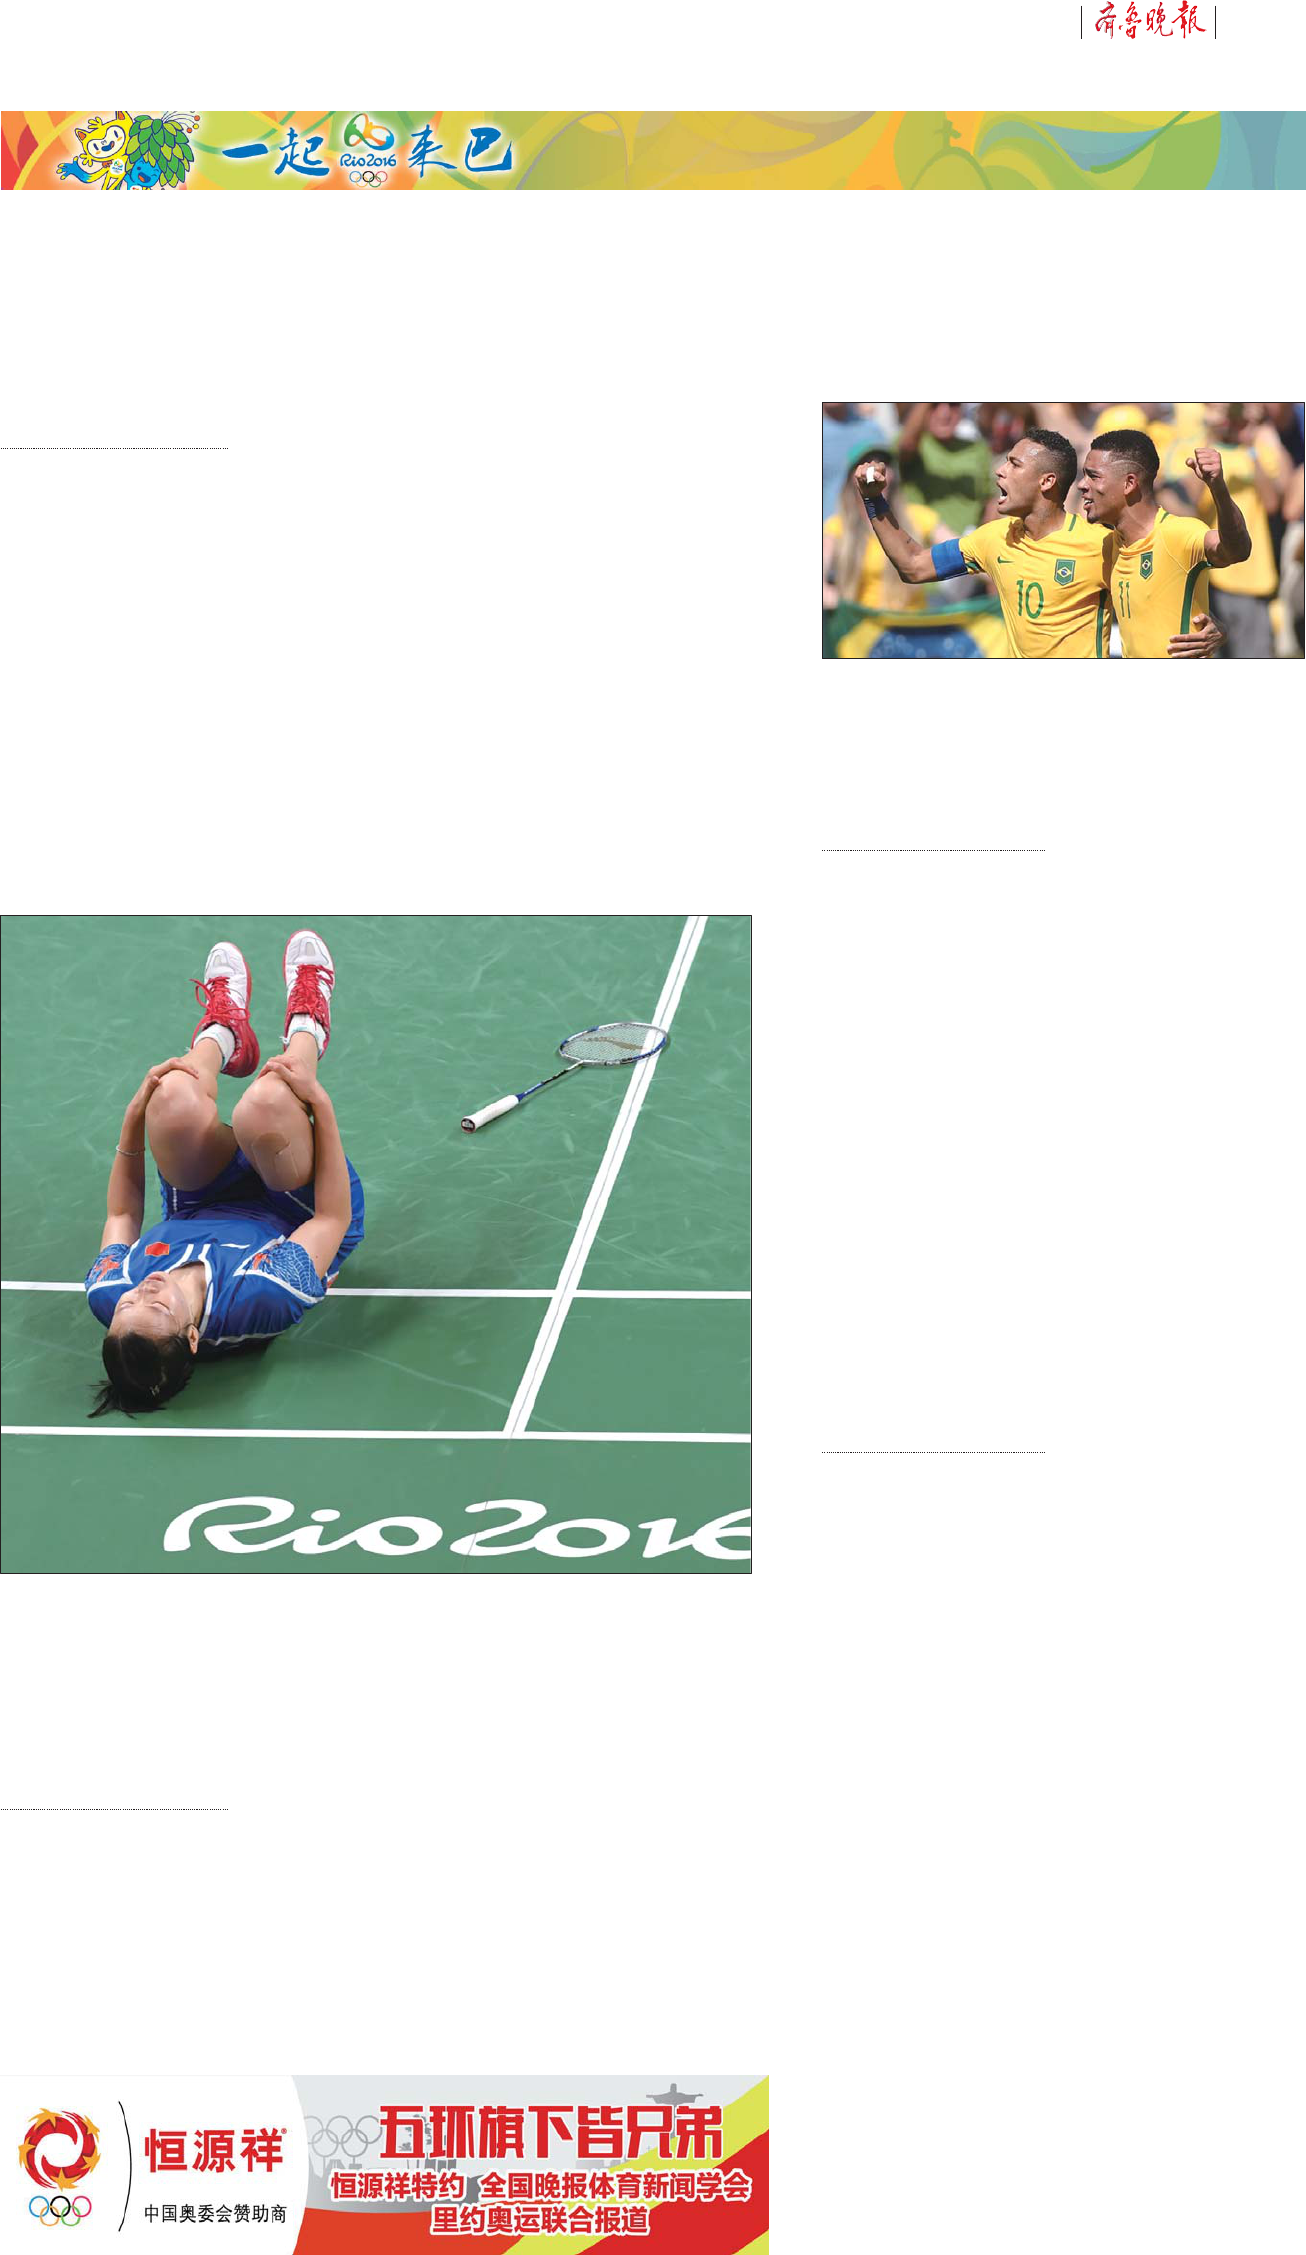 齐鲁晚报
一起来巴
Rio2016
10
11
Rio2016
恒源祥®
中国奥委会赞助商
五环旗下皆兄弟
恒源祥特约 全国晚报体育新闻学会
里约奥运联合报道